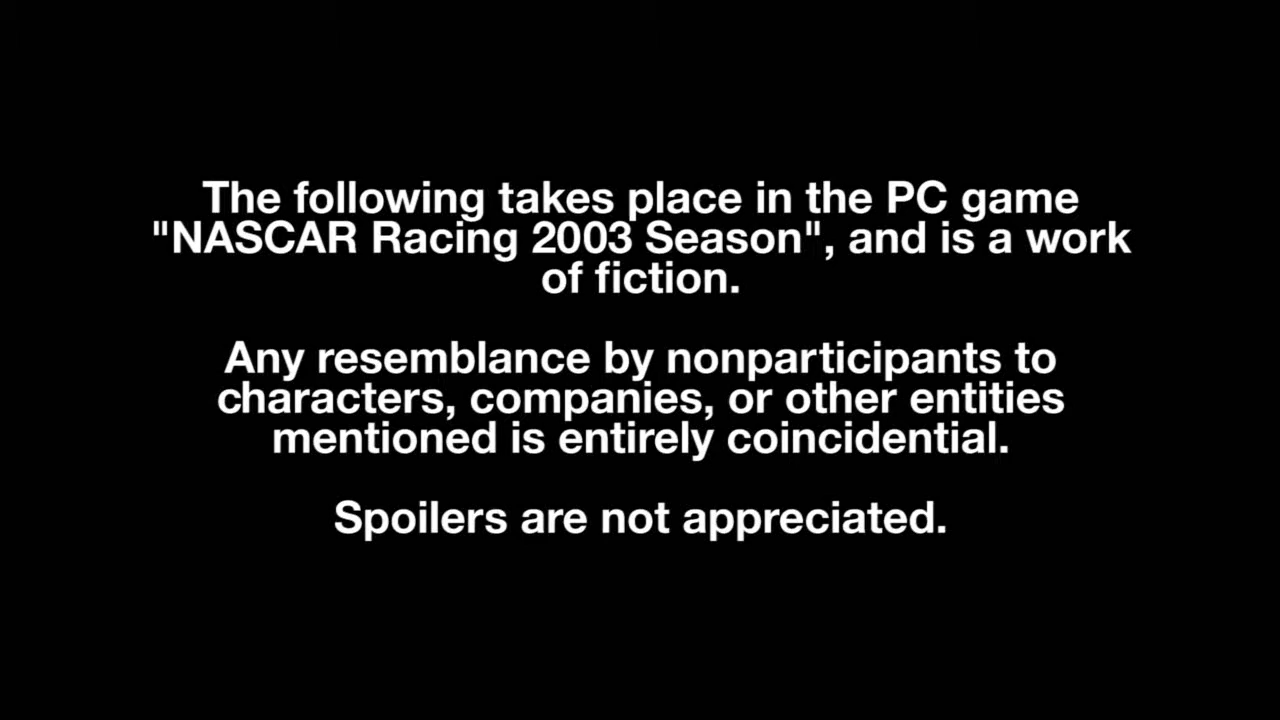 The following takes place in the PC game
"NASCAR Racing 2003 Season", and is a work
of fiction.
Any resemblance by nonparticipants to
characters, companies, or other entities
mentioned is entirely coincidential.
Spoilers are not appreciated.